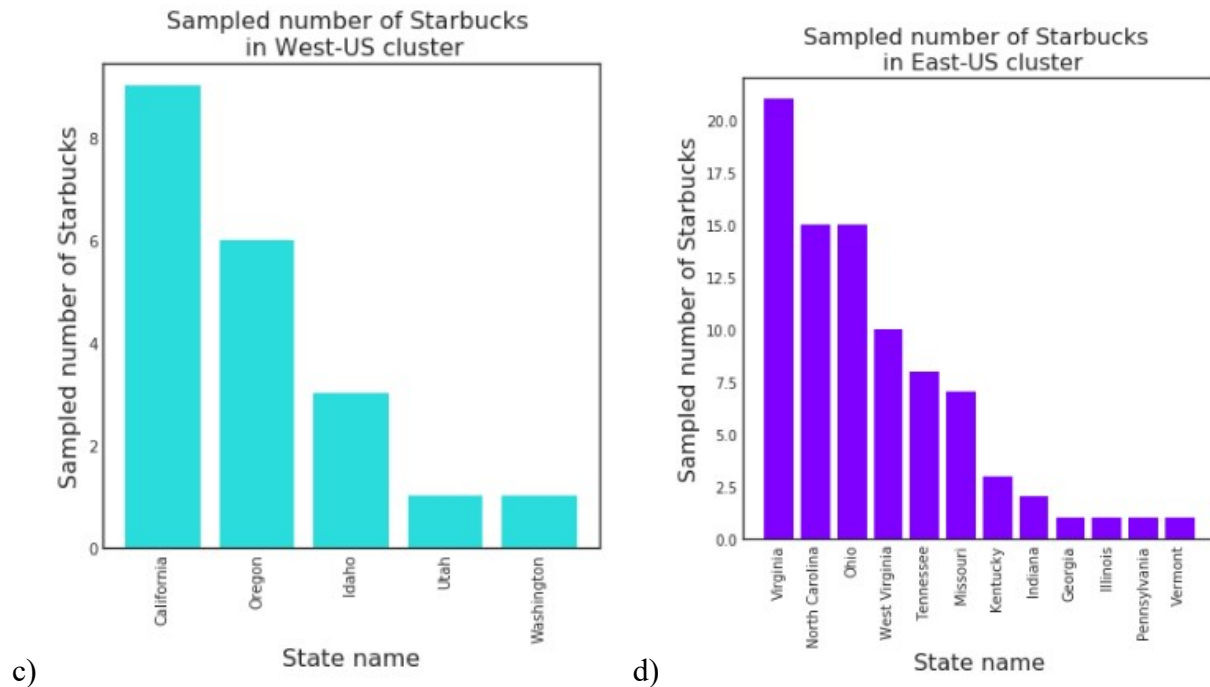 Sampled number of Starbucks
in West-US cluster
Sampled number of Starbucks
8
6
4
2
0
California
Oregon
Idaho
Utah
Washington
State name
c)
Sampled number of Starbucks
in East-US cluster
Sampled number of Starbucks
20.0
17.5
15.0
12.5
10.0
7.5
5.0
2.5
0.0
Virginia
North Carolina
Ohio
West Virginia
Tennessee
Missouri
Kentucky
Indiana
Georgia
Illinois
Pennsylvania
Vermont
State name
d)